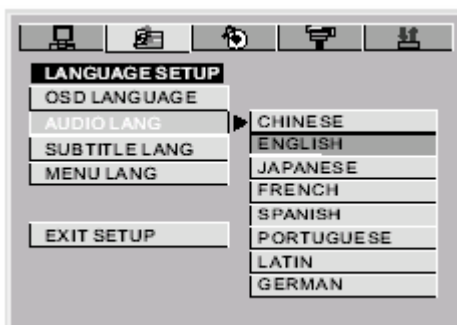 LANGUAGE SETUP
OSD LANGUAGE
AUDIO LANG
SUBTITLE LANG
MENU LANG
EXIT SETUP
CHINESE
ENGLISH
JAPANESE
FRENCH
SPANISH
PORTUGUESE
LATIN
GERMAN